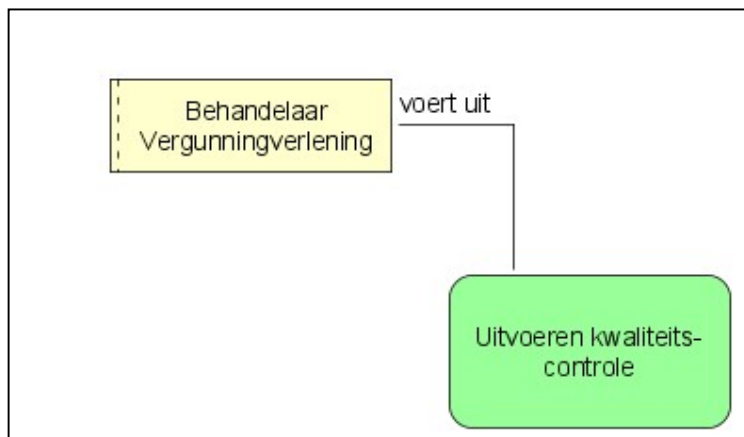 Behandelaar
Vergunningverlening
voert uit
Uitvoeren kwaliteits-
controle